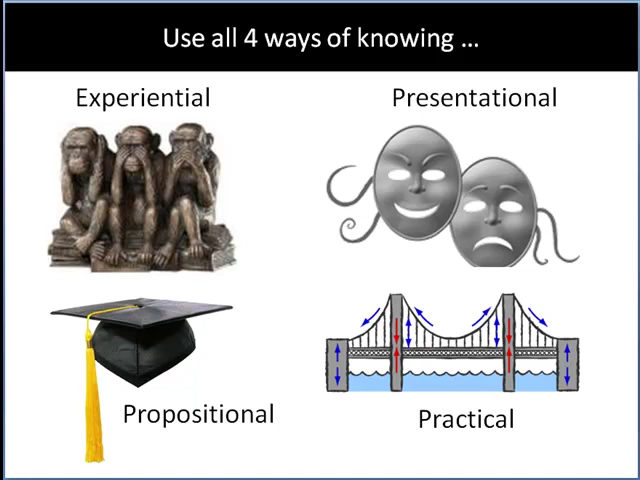 Use all 4 ways of knowing …
Experiential
Presentational
Propositional
Practical